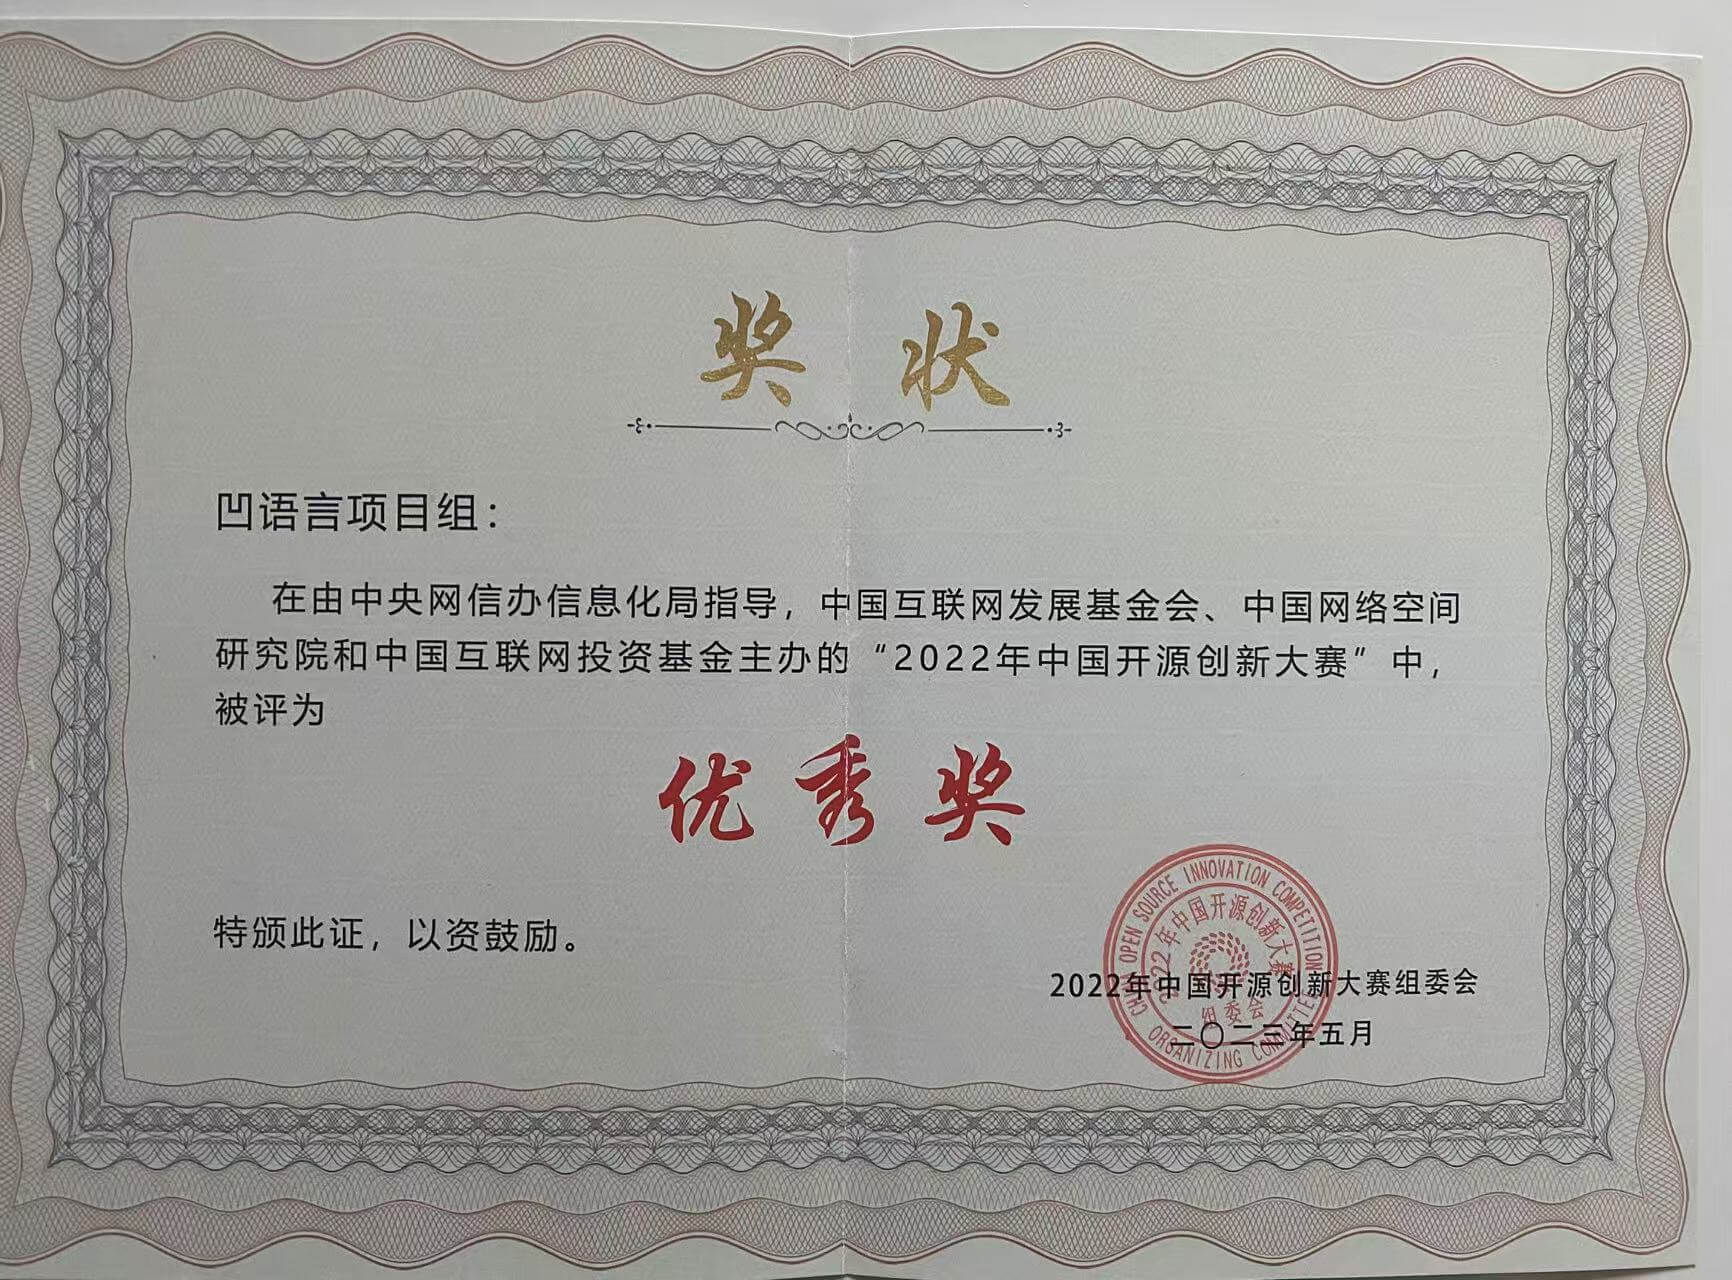 奖状
凹语言项目组：
在由中央网信办信息化局指导，中国互联网发展基金会、中国网络空间
研究院和中国互联网投资基金主办的“2022年中国开源创新大赛”中，
被评为
优秀奖
特颁此证，以资鼓励。
CHINA OPEN SOURCE INNOVATION COMPETITION
2022年中国开源创新大赛
组委会
ORGANIZING COMMITTEE
2022年中国开源创新大赛组委会
二〇二三年五月